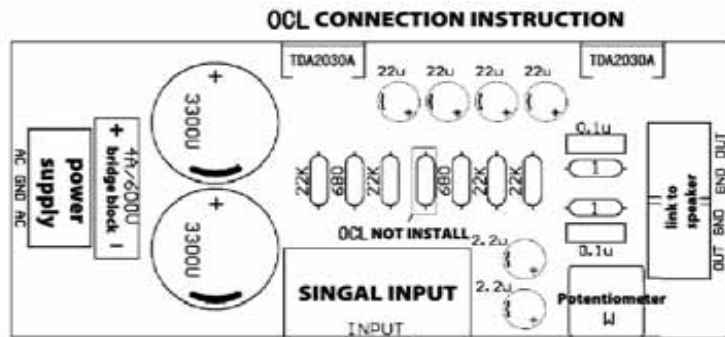 OCL CONNECTION INSTRUCTION
TDA2030A
TDA2030A
22u 22u 22u 22u
3300U
3300U
AC GND AC
power supply
+ 4A/600U
bridge block -
22K 680 22K 680 22K 22K
OCL NOT INSTALL
0.1u
1
1
0.1u
link to speaker
OUT GND GND OUT
2.2u
2.2u
SINGAL INPUT
INPUT
Potentiometer
W